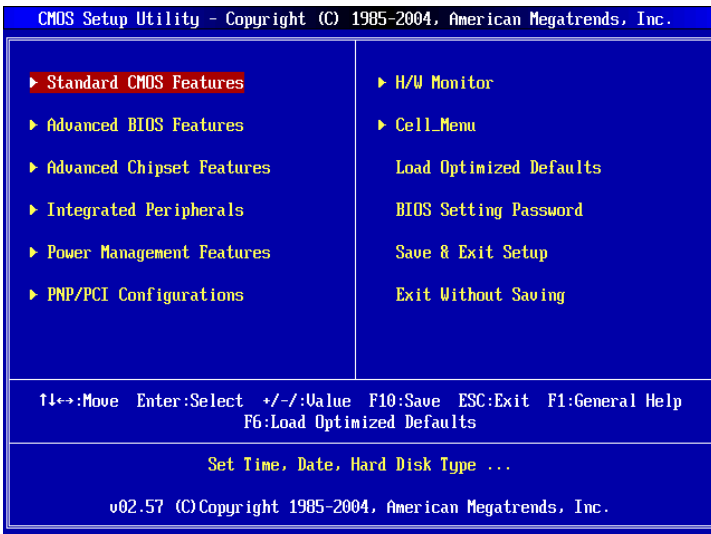 CMOS Setup Utility - Copyright (C) 1985-2004, American Megatrends, Inc.
▶ Standard CMOS Features
▶ Advanced BIOS Features
▶ Advanced Chipset Features
▶ Integrated Peripherals
▶ Power Management Features
▶ PNP/PCI Configurations
▶ H/W Monitor
▶ Cell_Menu
Load Optimized Defaults
BIOS Setting Password
Save & Exit Setup
Exit Without Saving
↑↓←→:Move Enter:Select +/-/:Value F10:Save ESC:Exit F1:General Help
F6:Load Optimized Defaults
Set Time, Date, Hard Disk Type ...
v02.57 (C)Copyright 1985-2004, American Megatrends, Inc.